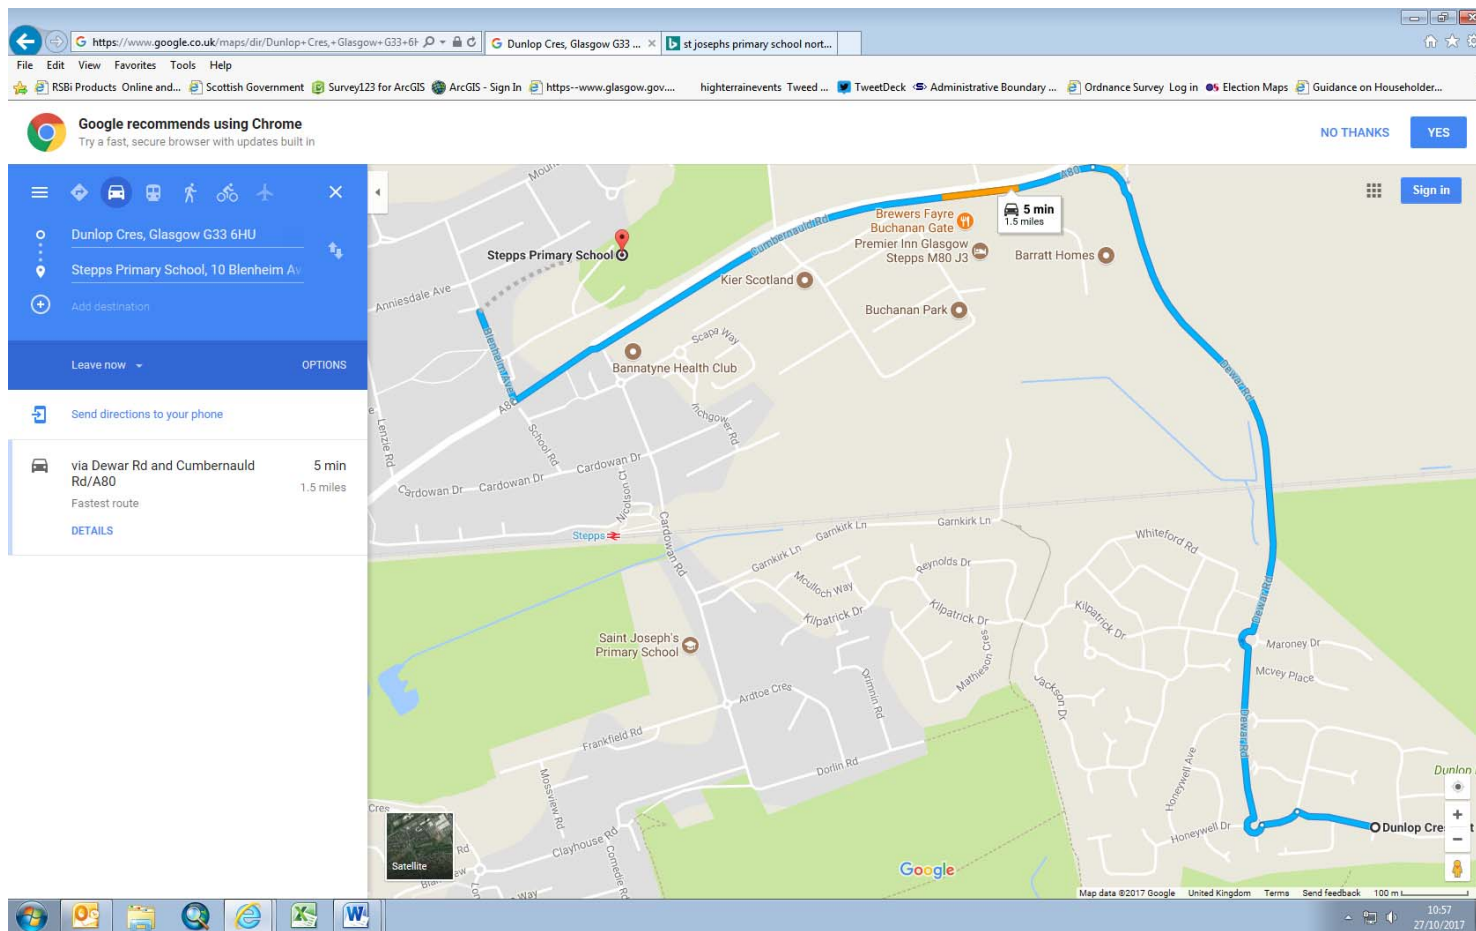 https://www.google.co.uk/maps/dir/Dunlop+Cres,+Glasgow+G33+6H
G Dunlop Cres, Glasgow G33 ...
st josephs primary school nort...
File Edit View Favorites Tools Help
RSBi Products Online and...
Scottish Government
Survey123 for ArcGIS
ArcGIS - Sign In
https--www.glasgow.gov....
highterrainevents Tweed ...
TweetDeck
Administrative Boundary ...
Ordnance Survey Log in
Election Maps
Guidance on Householder...
Google recommends using Chrome
Try a fast, secure browser with updates built in
NO THANKS
YES
Dunlop Cres, Glasgow G33 6HU
Stepps Primary School, 10 Blenheim Av
Add destination
Leave now
OPTIONS
Send directions to your phone
via Dewar Rd and Cumbernauld
Rd/A80
5 min
1.5 miles
Fastest route
DETAILS
Sign in
A80
5 min
1.5 miles
Cumbernauld Rd
Brewers Fayre
Buchanan Gate
Premier Inn Glasgow
Stepps M80 J3
Barratt Homes
Stepps Primary School
Kier Scotland
Buchanan Park
Anniesdale Ave
Blenheim Ave
Scapa Way
Bannatyne Health Club
Dewar Rd
A80
Inchgower Rd
Lenzie Rd
School Rd
Cardowan Dr
Cardowan Dr
Cardowan Dr
Nicolson Ct
Stepps
Cardowan Rd
Garnkirk Ln
Garnkirk Ln
Garnkirk Ln
Whiteford Rd
Reynolds Dr
Mculloch Way
Kilpatrick Dr
Kilpatrick Dr
Kilpatrick Dr
Dewar Rd
Maroney Dr
Mcvey Place
Saint Joseph's
Primary School
Mathieson Cres
Jackson Dr
Ardtoe Cres
Drimnin Rd
Dewar Rd
Frankfield Rd
Dorlin Rd
Honeywell Ave
Mossview Rd
Dunlop
Honeywell Dr
Dunlop Cre
Cres
Clayhouse Rd
Comedie Rd
Rd
Way
Satellite
Google
Map data ©2017 Google United Kingdom Terms Send feedback 100 m
10:57
27/10/2017